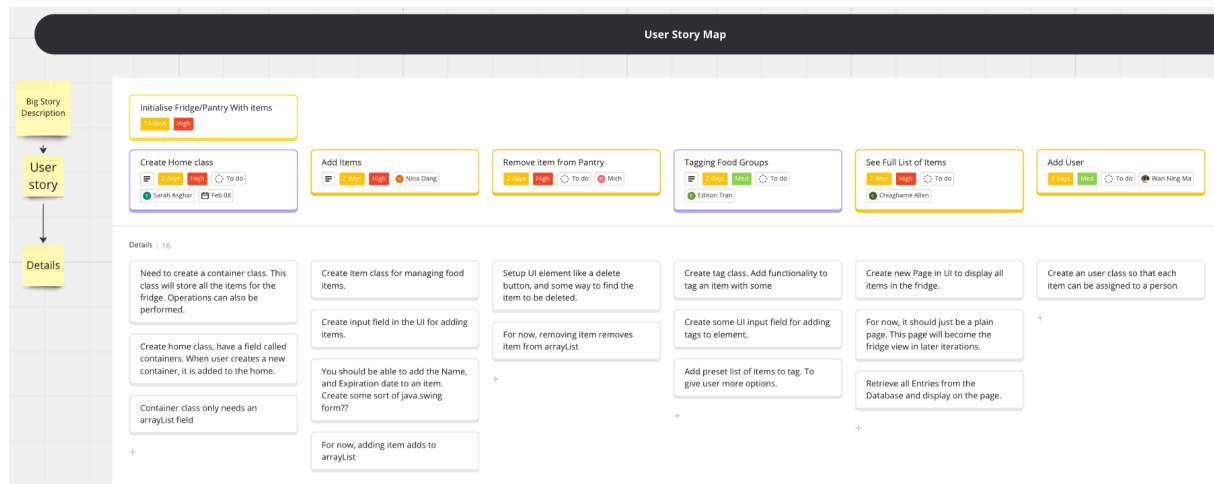 User Story Map
Big Story
Description
User
story
Details
Initialise Fridge/Pantry With items
14 days High
Create Home class
2 days High To do
Sarah Asghar Feb 08
Add Items
2 days High Nina Dang
Remove item from Pantry
2 days High To do Mich
Tagging Food Groups
2 days Med To do
Edison Tran
See Full List of Items
2 days High To do
Chiaghame Allen
Add User
2 days Med To do Wan Ning Ma
Details 16
Need to create a container class. This
class will store all the items for the
fridge. Operations can also be
performed.
Create home class, have a field called
containers. When user creates a new
container, it is added to the home.
Container class only needs an
arrayList field
Create Item class for managing food
items.
Create input field in the UI for adding
items.
You should be able to add the Name,
and Expiration date to an item.
Create some sort of java.swing
form??
For now, adding item adds to
arrayList
Setup UI element like a delete
button, and some way to find the
item to be deleted.
For now, removing item removes
item from arrayList
Create tag class. Add functionality to
tag an item with some
Create some UI input field for adding
tags to element.
Add preset list of items to tag. To
give user more options.
Create new Page in UI to display all
items in the fridge.
For now, it should just be a plain
page. This page will become the
fridge view in later iterations.
Retrieve all Entries from the
Database and display on the page.
Create an user class so that each
item can be assigned to a person